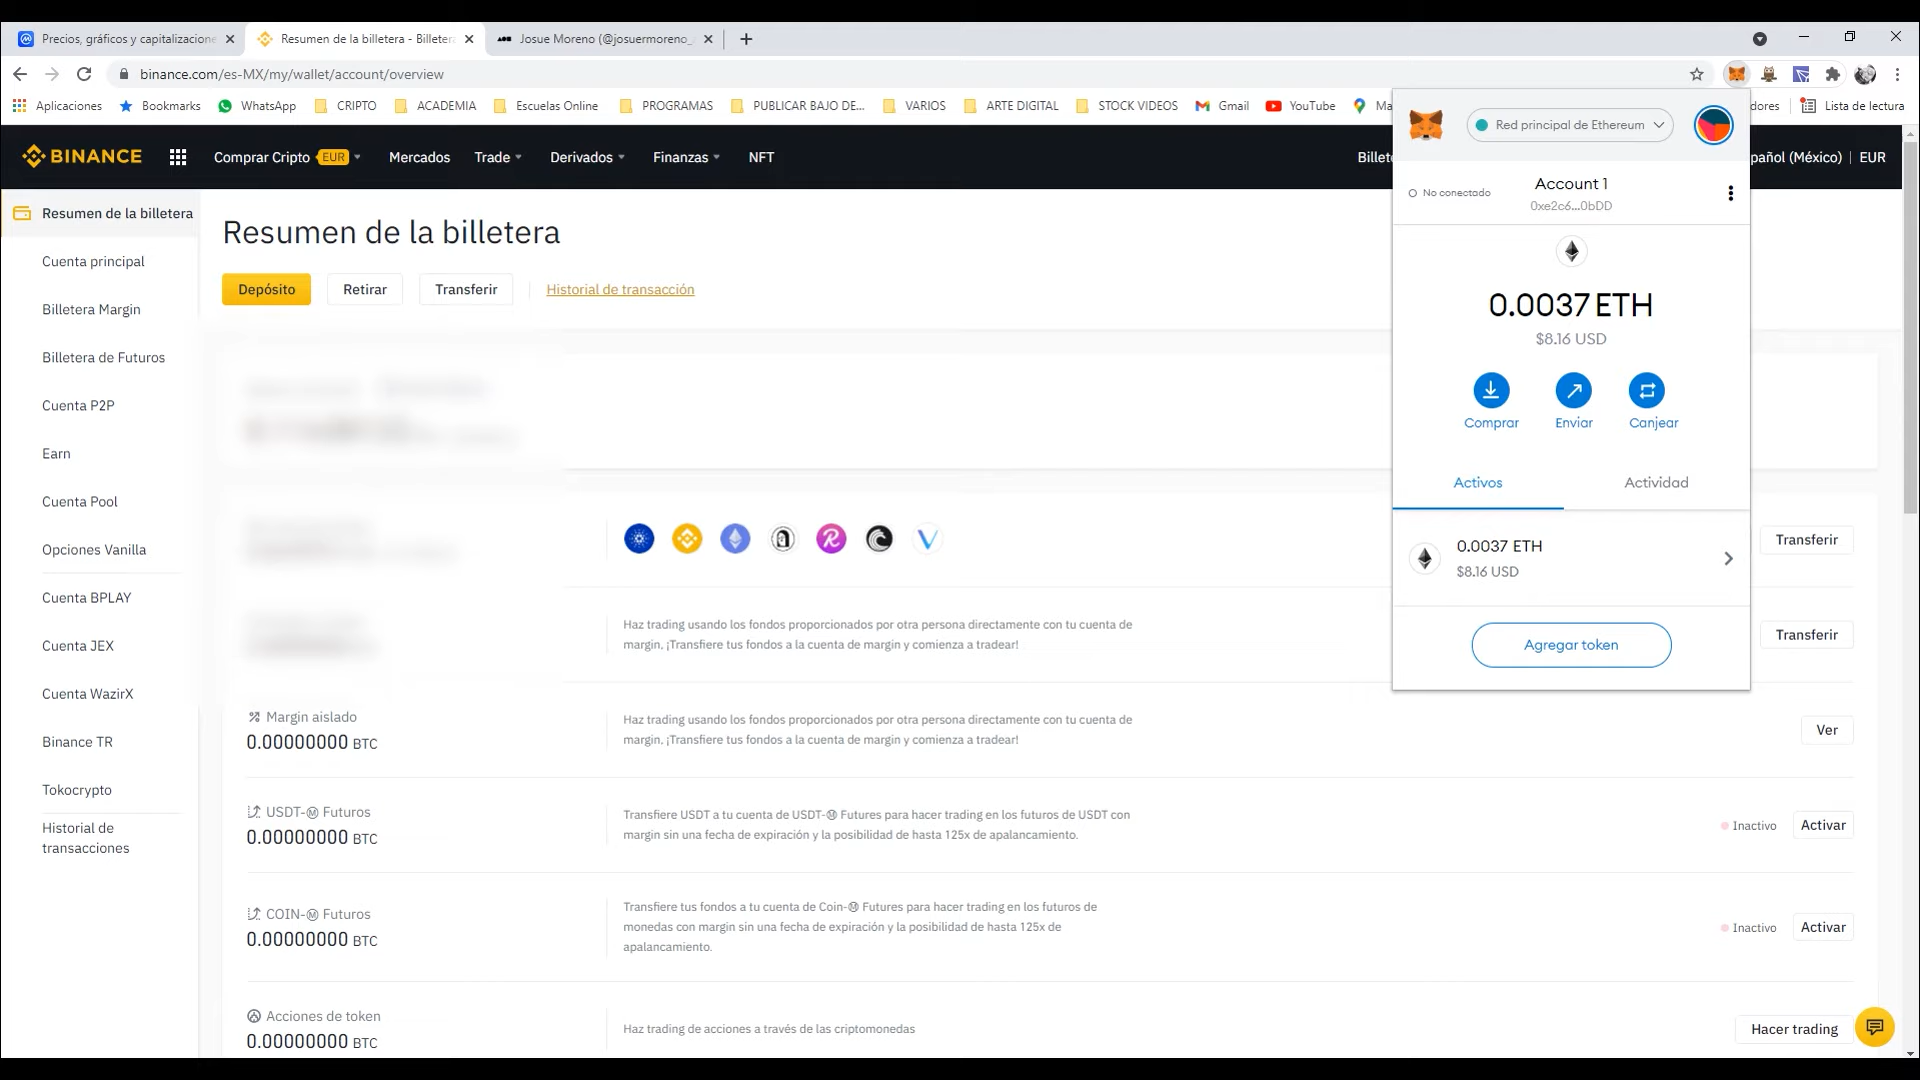 Precios, gráficos y capitalizacione
Resumen de la billetera - Billeter
Josue Moreno (@josuermoreno_
binance.com/es-MX/my/wallet/account/overview
Aplicaciones
Bookmarks
WhatsApp
CRIPTO
ACADEMIA
Escuelas Online
PROGRAMAS
PUBLICAR BAJO DE...
VARIOS
ARTE DIGITAL
STOCK VIDEOS
Gmail
YouTube
Ma
dores
Lista de lectura
BINANCE
Comprar Cripto EUR
Mercados
Trade
Derivados
Finanzas
NFT
Billete
pañol (México) | EUR
Resumen de la billetera
Cuenta principal
Billetera Margin
Billetera de Futuros
Cuenta P2P
Earn
Cuenta Pool
Opciones Vanilla
Cuenta BPLAY
Cuenta JEX
Cuenta WazirX
Binance TR
Tokocrypto
Historial de
transacciones
Resumen de la billetera
Depósito
Retirar
Transferir
Historial de transacción
Transferir
Haz trading usando los fondos proporcionados por otra persona directamente con tu cuenta de
margin, ¡Transfiere tus fondos a la cuenta de margin y comienza a tradear!
Transferir
Margin aislado
0.00000000 BTC
Haz trading usando los fondos proporcionados por otra persona directamente con tu cuenta de
margin, ¡Transfiere tus fondos a la cuenta de margin y comienza a tradear!
Ver
USDT-Ⓜ Futuros
0.00000000 BTC
Transfiere USDT a tu cuenta de USDT-Ⓜ Futures para hacer trading en los futuros de USDT con
margin sin una fecha de expiración y la posibilidad de hasta 125x de apalancamiento.
Inactivo
Activar
COIN-Ⓜ Futuros
0.00000000 BTC
Transfiere tus fondos a tu cuenta de Coin-Ⓜ Futures para hacer trading en los futuros de
monedas con margin sin una fecha de expiración y la posibilidad de hasta 125x de
apalancamiento.
Inactivo
Activar
Acciones de token
0.00000000 BTC
Haz trading de acciones a través de las criptomonedas
Hacer trading
Red principal de Ethereum
No conectado
Account 1
0xe2c6...0bDD
0.0037 ETH
$8.16 USD
Comprar
Enviar
Canjear
Activos
Actividad
0.0037 ETH
$8.16 USD
Agregar token